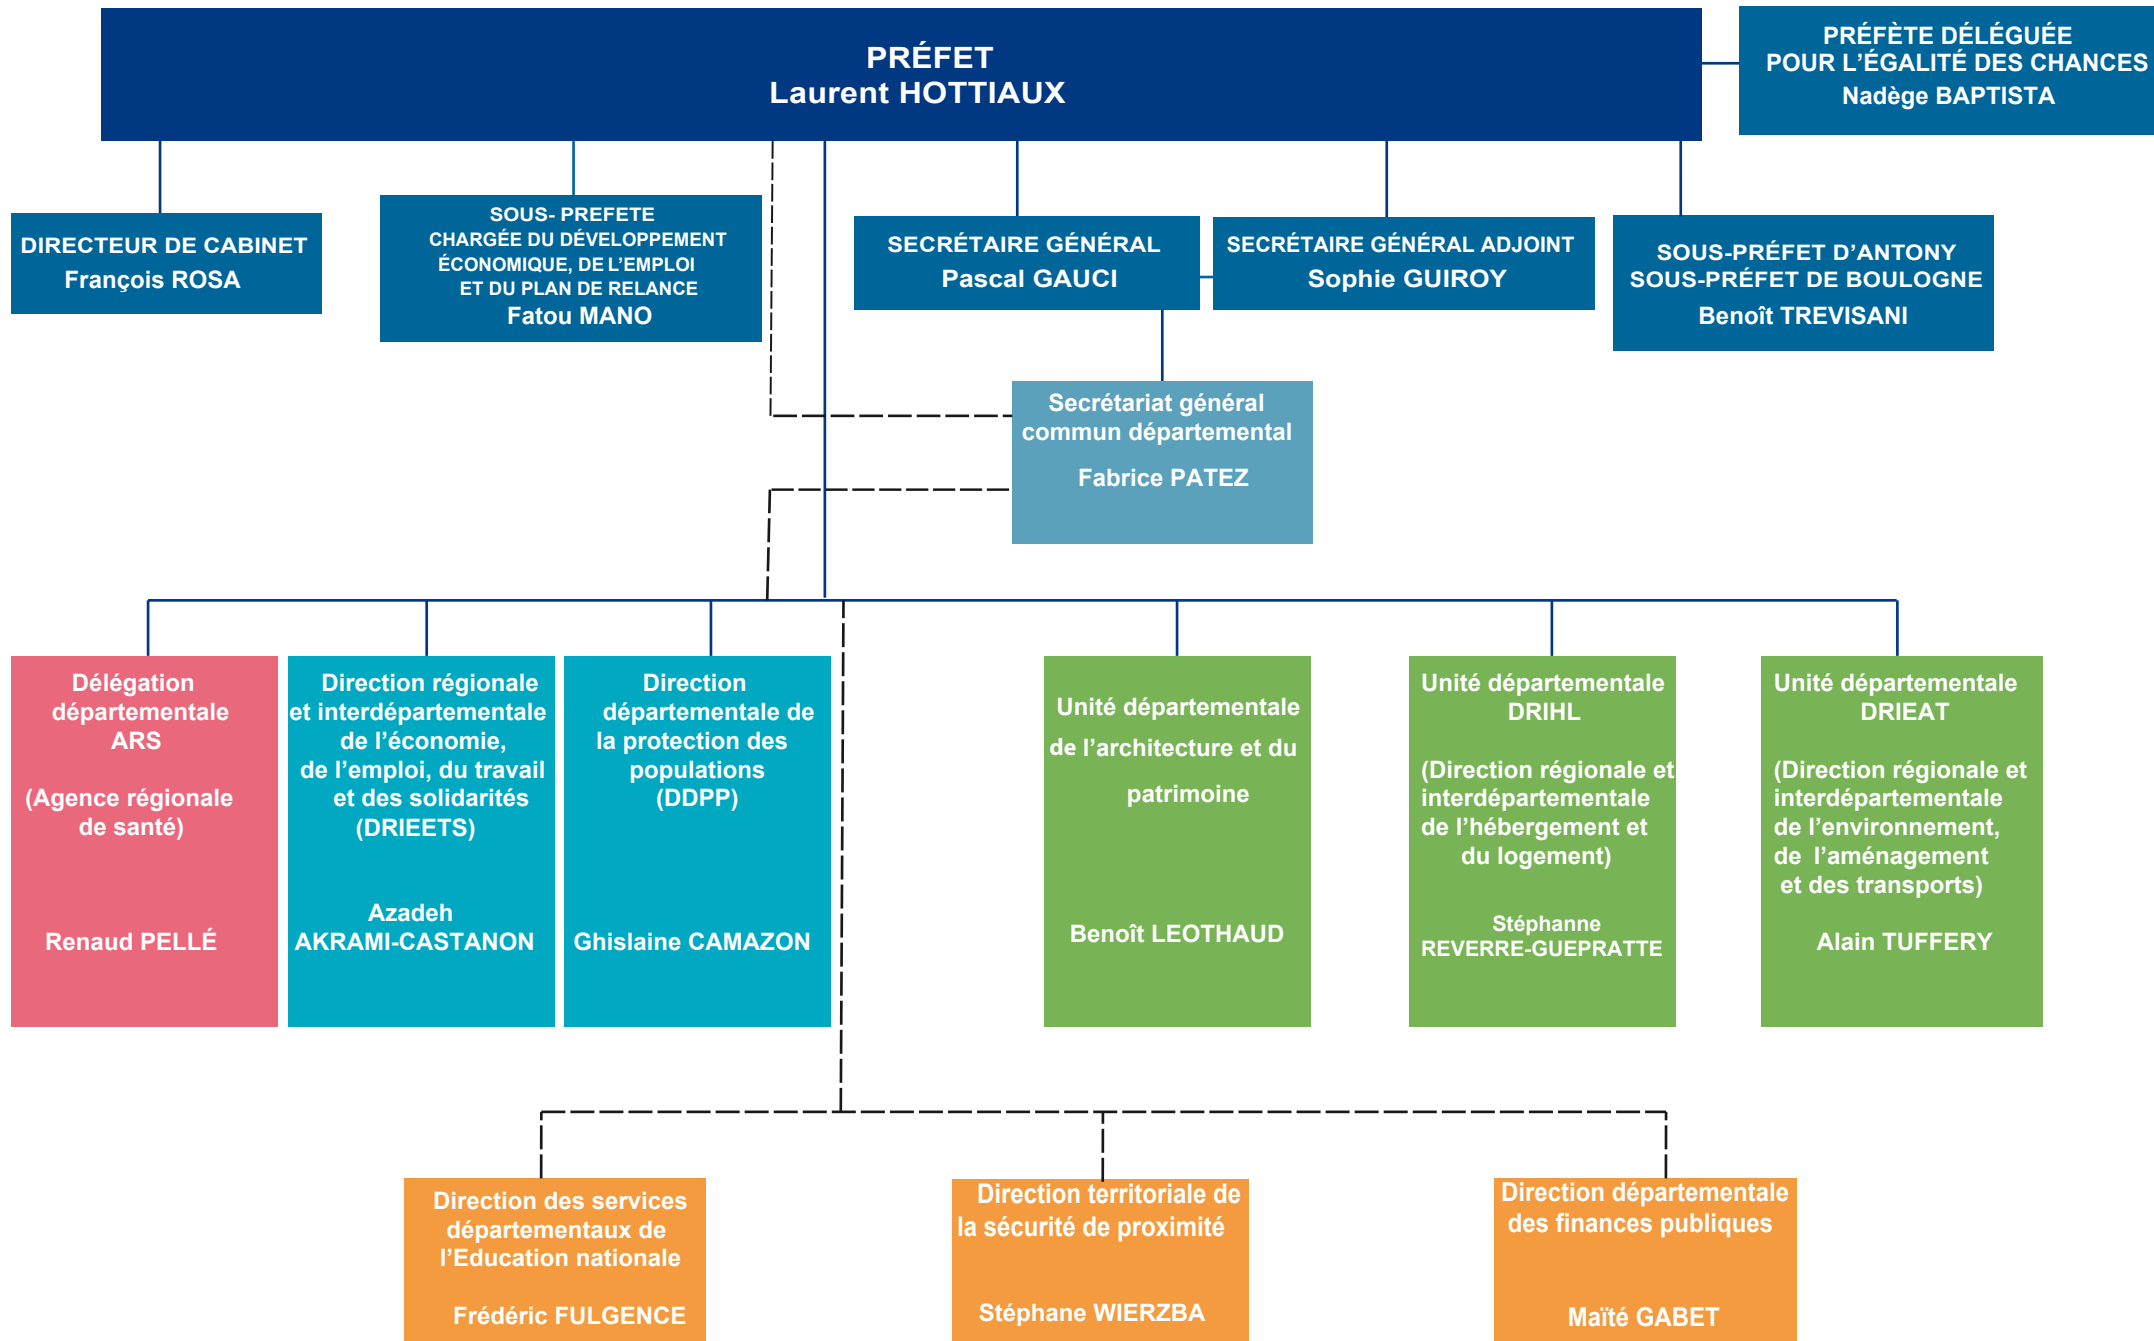 PRÉFET
Laurent HOTTIAUX
PRÉFÈTE DÉLÉGUÉE
POUR L'ÉGALITÉ DES CHANCES
Nadège BAPTISTA
DIRECTEUR DE CABINET
François ROSA
SOUS- PREFETE
CHARGÉE DU DÉVELOPPEMENT
ÉCONOMIQUE, DE L'EMPLOI
ET DU PLAN DE RELANCE
Fatou MANO
SECRÉTAIRE GÉNÉRAL
Pascal GAUCI
SECRÉTAIRE GÉNÉRAL ADJOINT
Sophie GUIROY
SOUS-PRÉFET D'ANTONY
SOUS-PRÉFET DE BOULOGNE
Benoît TREVISANI
Secrétariat général
commun départemental
Fabrice PATEZ
Délégation
départementale
ARS
(Agence régionale
de santé)
Renaud PELLÉ
Direction régionale
et interdépartementale
de l'économie,
de l'emploi, du travail
et des solidarités
(DRIEETS)
Azadeh
AKRAMI-CASTANON
Direction
départementale de
la protection des
populations
(DDPP)
Ghislaine CAMAZON
Unité départementale
de l'architecture et du
patrimoine
Benoît LEOTHAUD
Unité départementale
DRIHL
(Direction régionale et
interdépartementale
de l'hébergement et
du logement)
Stéphanne
REVERRE-GUEPRATTE
Unité départementale
DRIEAT
(Direction régionale et
interdépartementale
de l'environnement,
de l'aménagement
et des transports)
Alain TUFFERY
Direction des services
départementaux de
l'Education nationale
Frédéric FULGENCE
Direction territoriale de
la sécurité de proximité
Stéphane WIERZBA
Direction départementale
des finances publiques
Maïté GABET